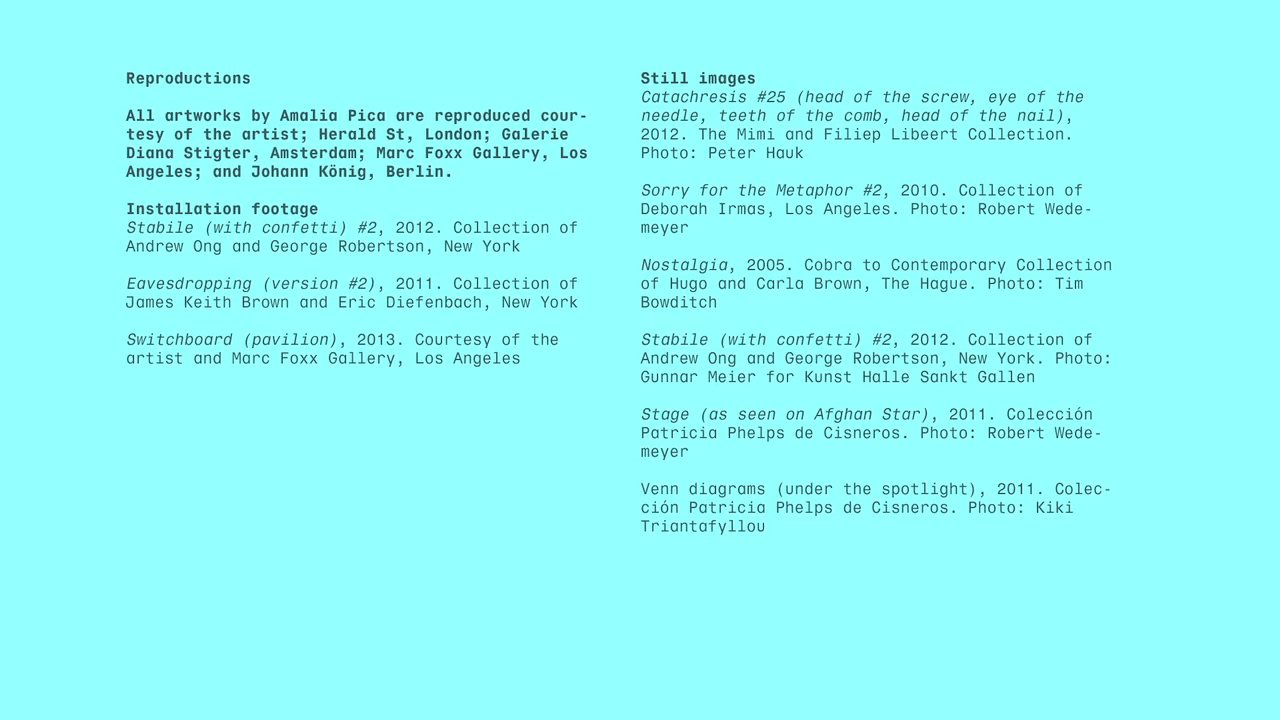 Reproductions
All artworks by Amalia Pica are reproduced cour-
tesy of the artist; Herald St, London; Galerie
Diana Stigter, Amsterdam; Marc Foxx Gallery, Los
Angeles; and Johann König, Berlin.
Installation footage
Stabile (with confetti) #2, 2012. Collection of
Andrew Ong and George Robertson, New York
Eavesdropping (version #2), 2011. Collection of
James Keith Brown and Eric Diefenbach, New York
Switchboard (pavilion), 2013. Courtesy of the
artist and Marc Foxx Gallery, Los Angeles
Still images
Catachresis #25 (head of the screw, eye of the
needle, teeth of the comb, head of the nail),
2012. The Mimi and Filiep Libeert Collection.
Photo: Peter Hauk
Sorry for the Metaphor #2, 2010. Collection of
Deborah Irmas, Los Angeles. Photo: Robert Wede-
meyer
Nostalgia, 2005. Cobra to Contemporary Collection
of Hugo and Carla Brown, The Hague. Photo: Tim
Bowditch
Stabile (with confetti) #2, 2012. Collection of
Andrew Ong and George Robertson, New York. Photo:
Gunnar Meier for Kunst Halle Sankt Gallen
Stage (as seen on Afghan Star), 2011. Colección
Patricia Phelps de Cisneros. Photo: Robert Wede-
meyer
Venn diagrams (under the spotlight), 2011. Colec-
ción Patricia Phelps de Cisneros. Photo: Kiki
Triantafyllou